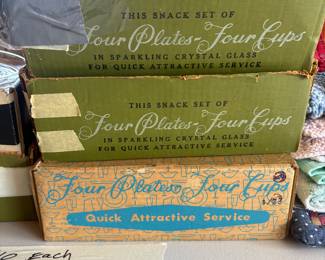 THIS SNACK SET OF
Four Plates - Four Cups
IN SPARKLING CRYSTAL GLASS
FOR QUICK ATTRACTIVE SERVICE
THIS SNACK SET OF
Four Plates - Four Cups
IN SPARKLING CRYSTAL GLASS
FOR QUICK ATTRACTIVE SERVICE
Four Plates Four Cups
Quick Attractive Service
Each